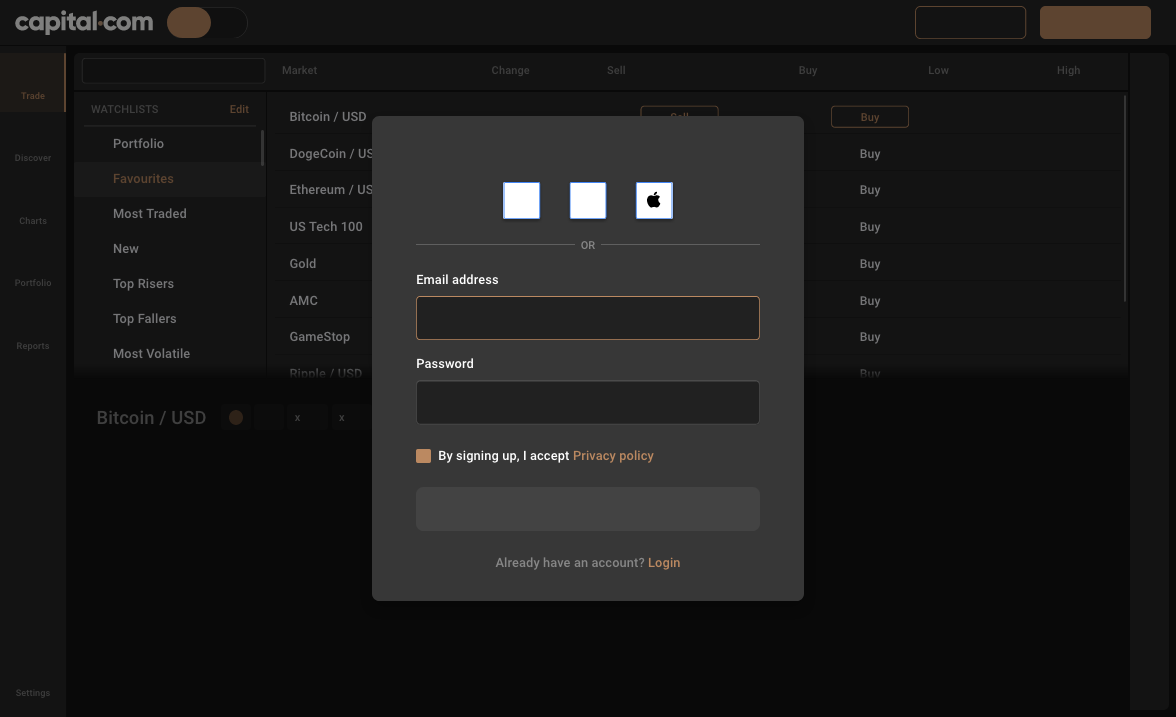 capital.com
Market Change Sell Buy Low High
Trade
Discover
Charts
Portfolio
Reports
Settings
WATCHLISTS Edit
Portfolio
Favourites
Most Traded
New
Top Risers
Top Fallers
Most Volatile
Bitcoin / USD Sell Buy
DogeCoin / US Buy
Ethereum / US Buy
US Tech 100 Buy
Gold Buy
AMC Buy
GameStop Buy
Ripple / USD Buy
Bitcoin / USD x x
OR
Email address
Password
By signing up, I accept Privacy policy
Already have an account? Login